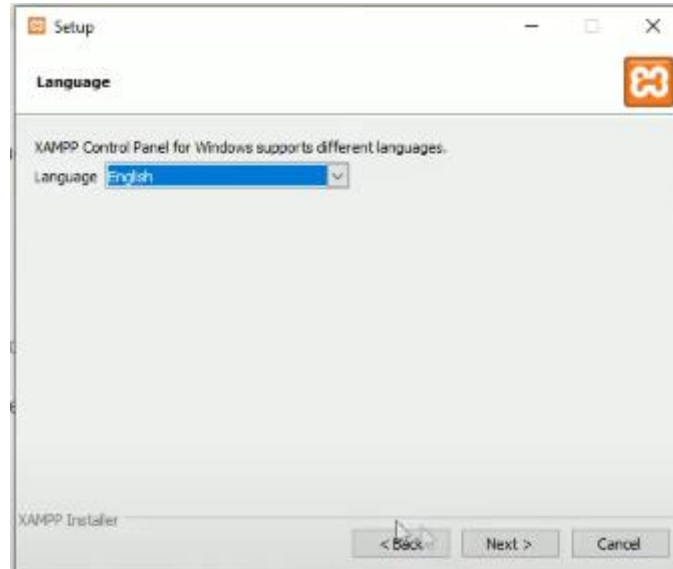 Setup
Language
XAMPP Control Panel for Windows supports different languages.
Language English
XAMPP Installer
< Back Next > Cancel